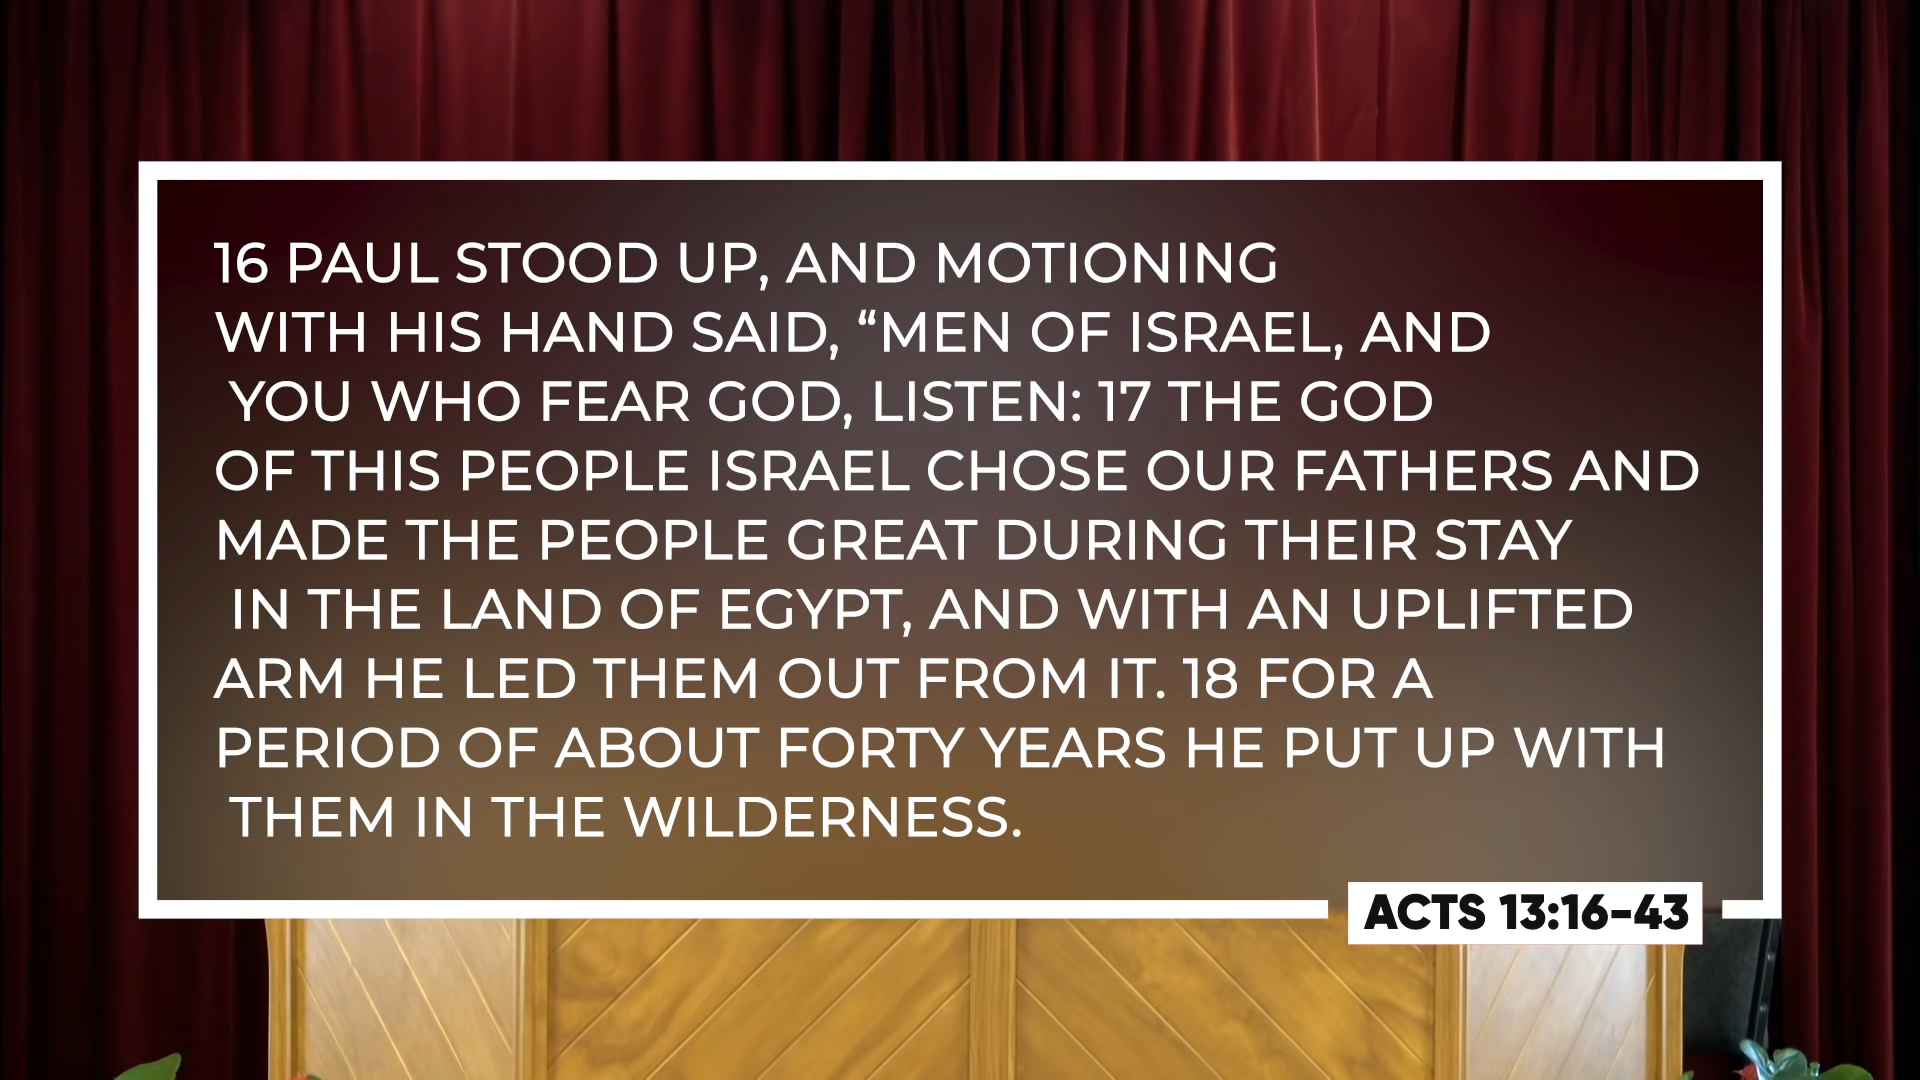 16 PAUL STOOD UP, AND MOTIONING
WITH HIS HAND SAID, “MEN OF ISRAEL, AND
YOU WHO FEAR GOD, LISTEN: 17 THE GOD
OF THIS PEOPLE ISRAEL CHOSE OUR FATHERS AND
MADE THE PEOPLE GREAT DURING THEIR STAY
IN THE LAND OF EGYPT, AND WITH AN UPLIFTED
ARM HE LED THEM OUT FROM IT. 18 FOR A
PERIOD OF ABOUT FORTY YEARS HE PUT UP WITH
THEM IN THE WILDERNESS.
ACTS 13:16-43